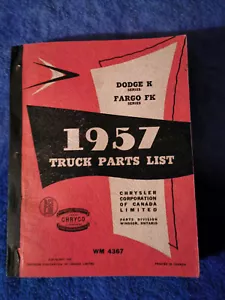 DODGE K
SERIES
FARGO FK
SERIES
1957
TRUCK PARTS LIST
CHRYSLER
CORPORATION
OF CANADA
LIMITED
PARTS DIVISION
WINDSOR, ONTARIO
CHRYCO
WM 4367